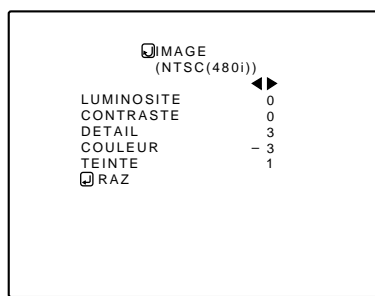 IMAGE
(NTSC(480i))
LUMINOSITE 0
CONTRASTE 0
DETAIL 3
COULEUR – 3
TEINTE 1
RAZ